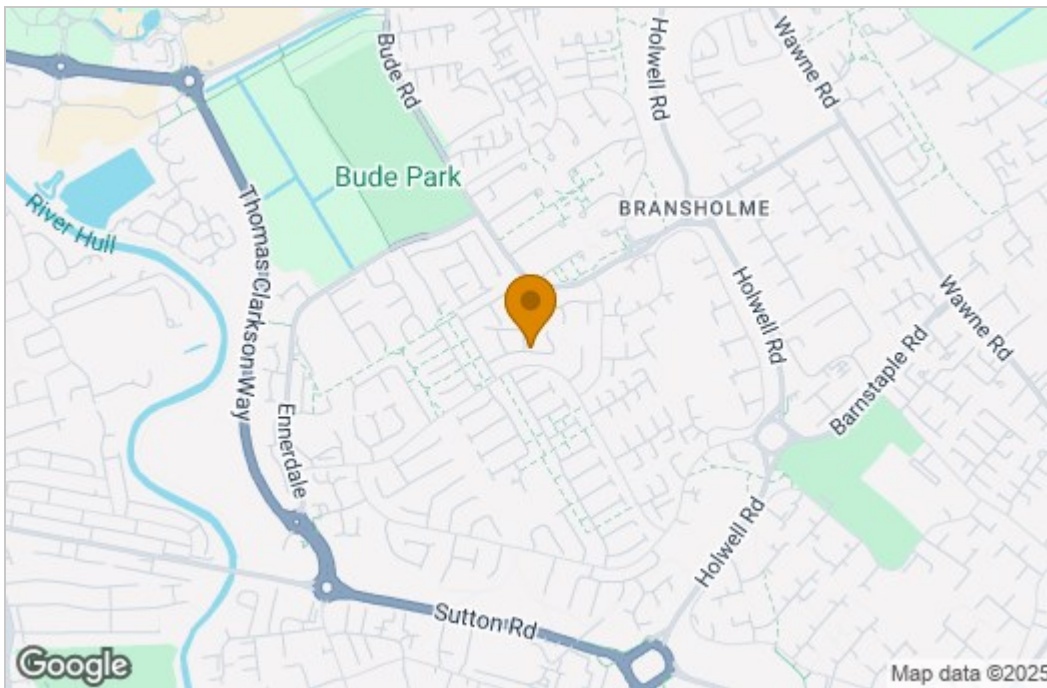 Bude Rd
Holwell Rd
Wawne Rd
Bude Park
BRANSHOLME
River Hull
Thomas Clarkson Way
Holwell Rd
Wawne Rd
Barnstaple Rd
Ennerdale
Holwell Rd
Sutton Rd
Google
Map data ©2025